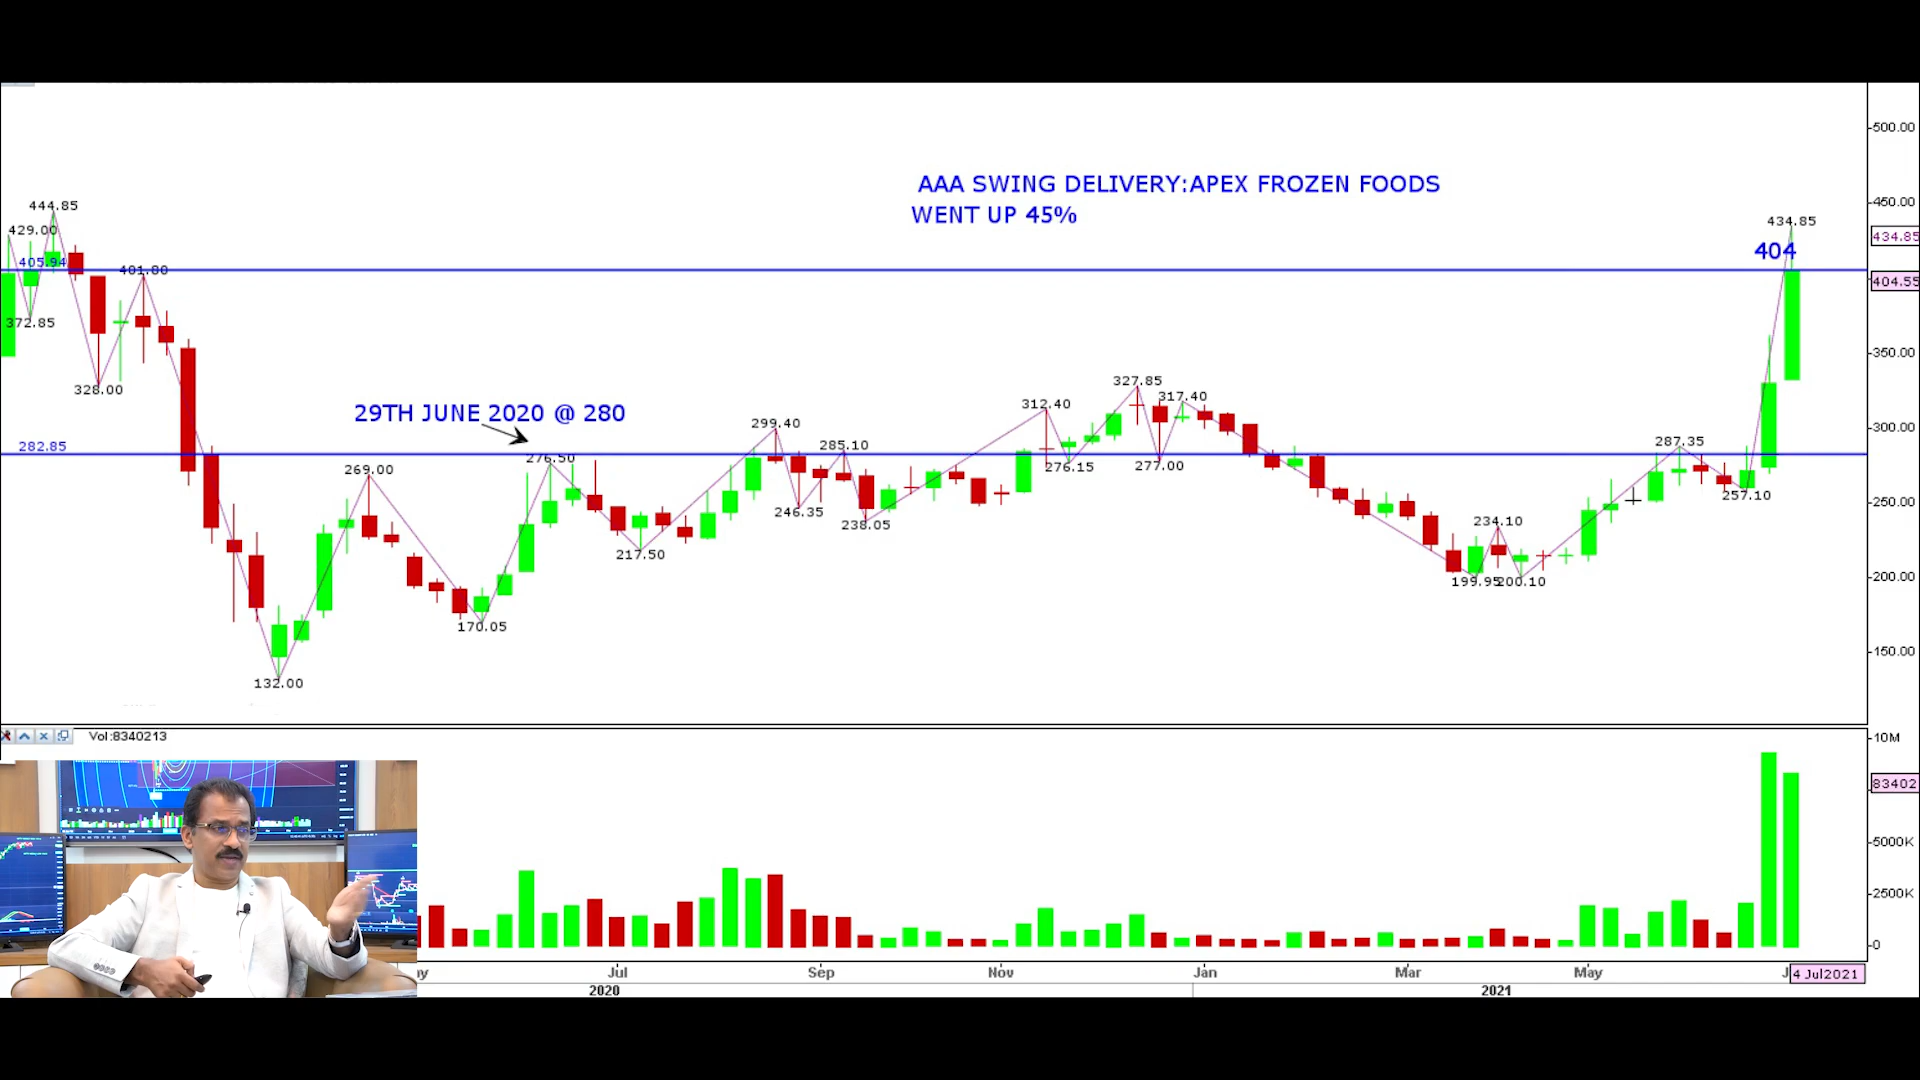 AAA SWING DELIVERY:APEX FROZEN FOODS
WENT UP 45%
500.00
450.00
434.85
404.55
350.00
300.00
250.00
200.00
150.00
444.85
429.00
405.94
401.80
372.85
328.00
434.85
404
29TH JUNE 2020 @ 280
282.85
269.00
276.50
299.40
285.10
312.40
327.85
317.40
276.15
277.00
287.35
257.10
246.35
238.05
217.50
234.10
199.95
200.10
170.05
132.00
Vol:8340213
10M
83402
5000K
2500K
0
Jul
Sep
Nov
Jan
Mar
May
4 Jul2021
2020
2021